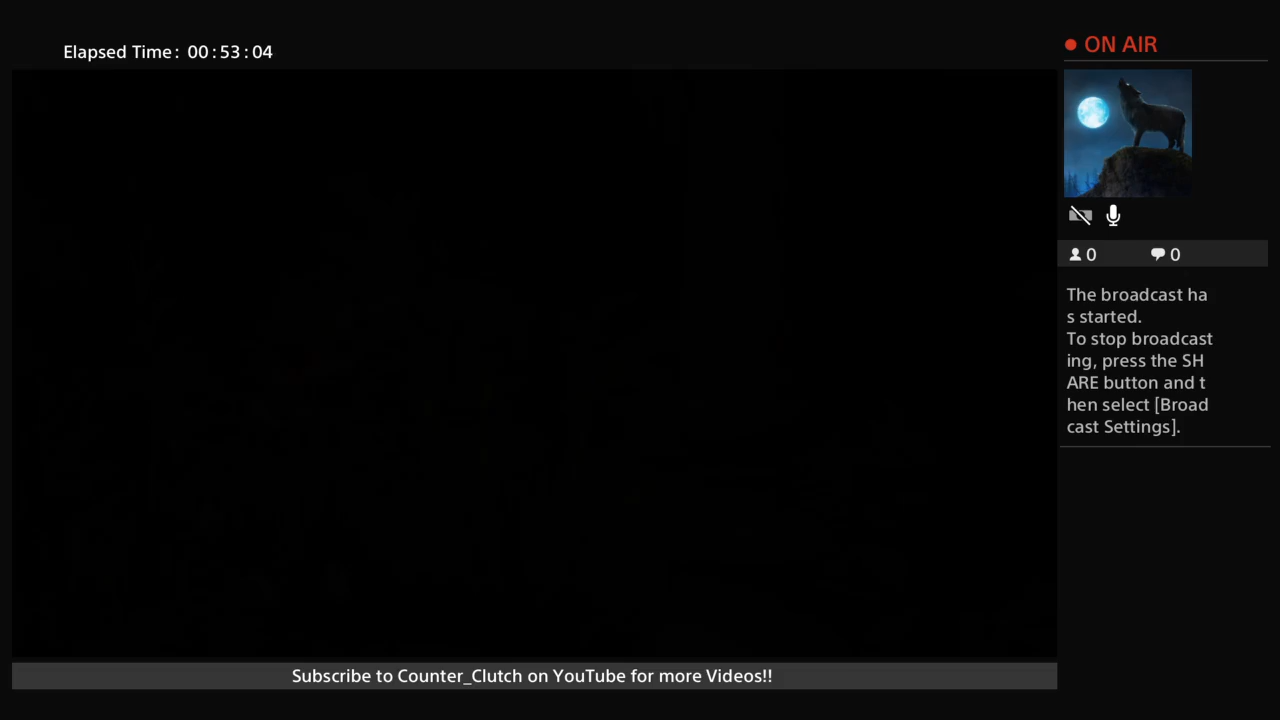 Elapsed Time: 00:53:04
ON AIR
0 0
The broadcast ha
s started.
To stop broadcast
ing, press the SH
ARE button and t
hen select [Broad
cast Settings].
Subscribe to Counter_Clutch on YouTube for more Videos!!